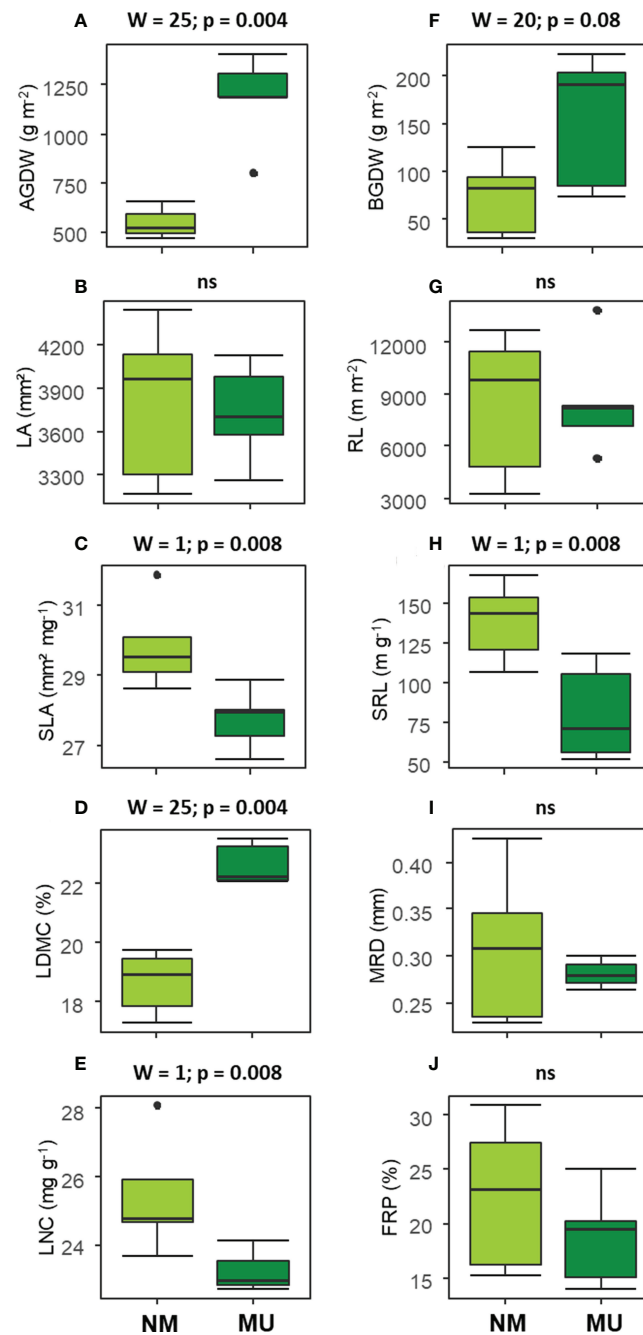 A
W = 25; p = 0.004
AGDW (g m⁻²)
1250
1000
750
500
B
ns
LA (mm²)
4200
3900
3600
3300
C
W = 1; p = 0.008
SLA (mm² mg⁻¹)
31
29
27
D
W = 25; p = 0.004
LDMC (%)
22
20
18
E
W = 1; p = 0.008
LNC (mg g⁻¹)
28
26
24
NM
MU
F
W = 20; p = 0.08
BGDW (g m⁻²)
200
150
100
50
G
ns
RL (m m⁻²)
12000
9000
6000
3000
H
W = 1; p = 0.008
SRL (m g⁻¹)
150
125
100
75
50
I
ns
MRD (mm)
0.40
0.35
0.30
0.25
J
ns
FRP (%)
30
25
20
15
NM
MU